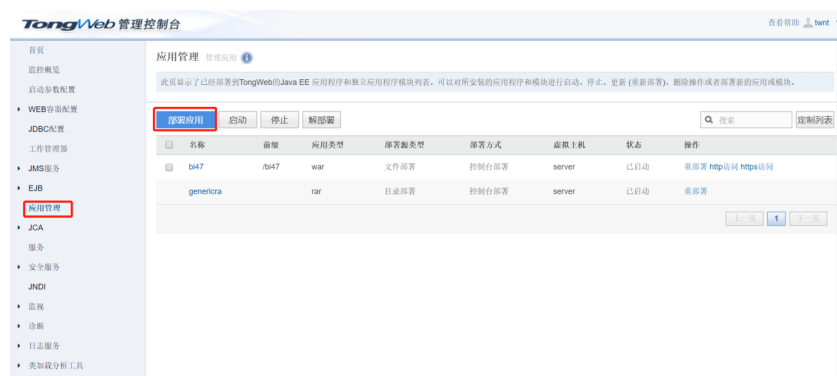 TongWeb 管理控制台
查看帮助 twnt
首页
监控概览
启动参数配置
WEB容器配置
JDBC配置
工作管理器
JMS服务
EJB
应用管理
JCA
服务
安全服务
JNDI
监视
诊断
日志服务
类加载分析工具
应用管理 管理应用
此页显示了已经部署到TongWeb的Java EE 应用程序和独立应用程序模块列表。可以对所安装的应用程序和模块进行启动、停止、更新 (重新部署)、删除操作或者部署新的应用或模块。
部署应用 启动 停止 解部署 搜索 定制列表
名称 前缀 应用类型 部署源类型 部署方式 虚拟主机 状态 操作
bi47 /bi47 war 文件部署 控制台部署 server 已启动 重部署 http访问 https访问
genericra rar 目录部署 控制台部署 server 已启动 重部署
上一页 1 下一页